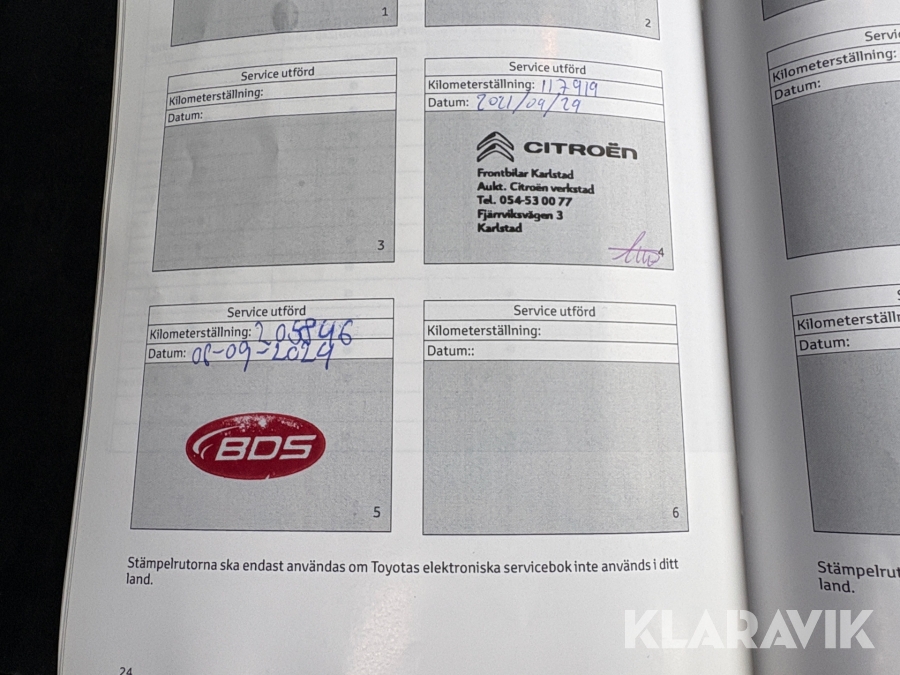 1
2
Service utförd
Kilometerställning:
Datum:
3
Service utförd
Kilometerställning: 117919
Datum: 2021/09/29
CITROËN
Frontbilar Karlstad
Aukt. Citroën verkstad
Tel. 054-53 00 77
Fjärrviksvägen 3
Karlstad
4
Service utförd
Kilometerställning: 205846
Datum: 08-09-2024
BDS
5
Service utförd
Kilometerställning:
Datum::
6
Stämpelrutorna ska endast användas om Toyotas elektroniska servicebok inte används i ditt
land.
24
Servi
Kilometerställning:
Datum:
Kilometerställn
Datum:
Stämpelrut
land.
KLARAVIK